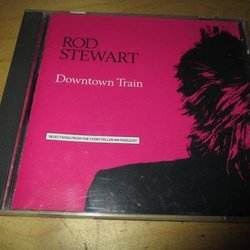 ROD
STEWART
Downtown Train
SELECTIONS FROM THE STORYTELLER ANTHOLOGY